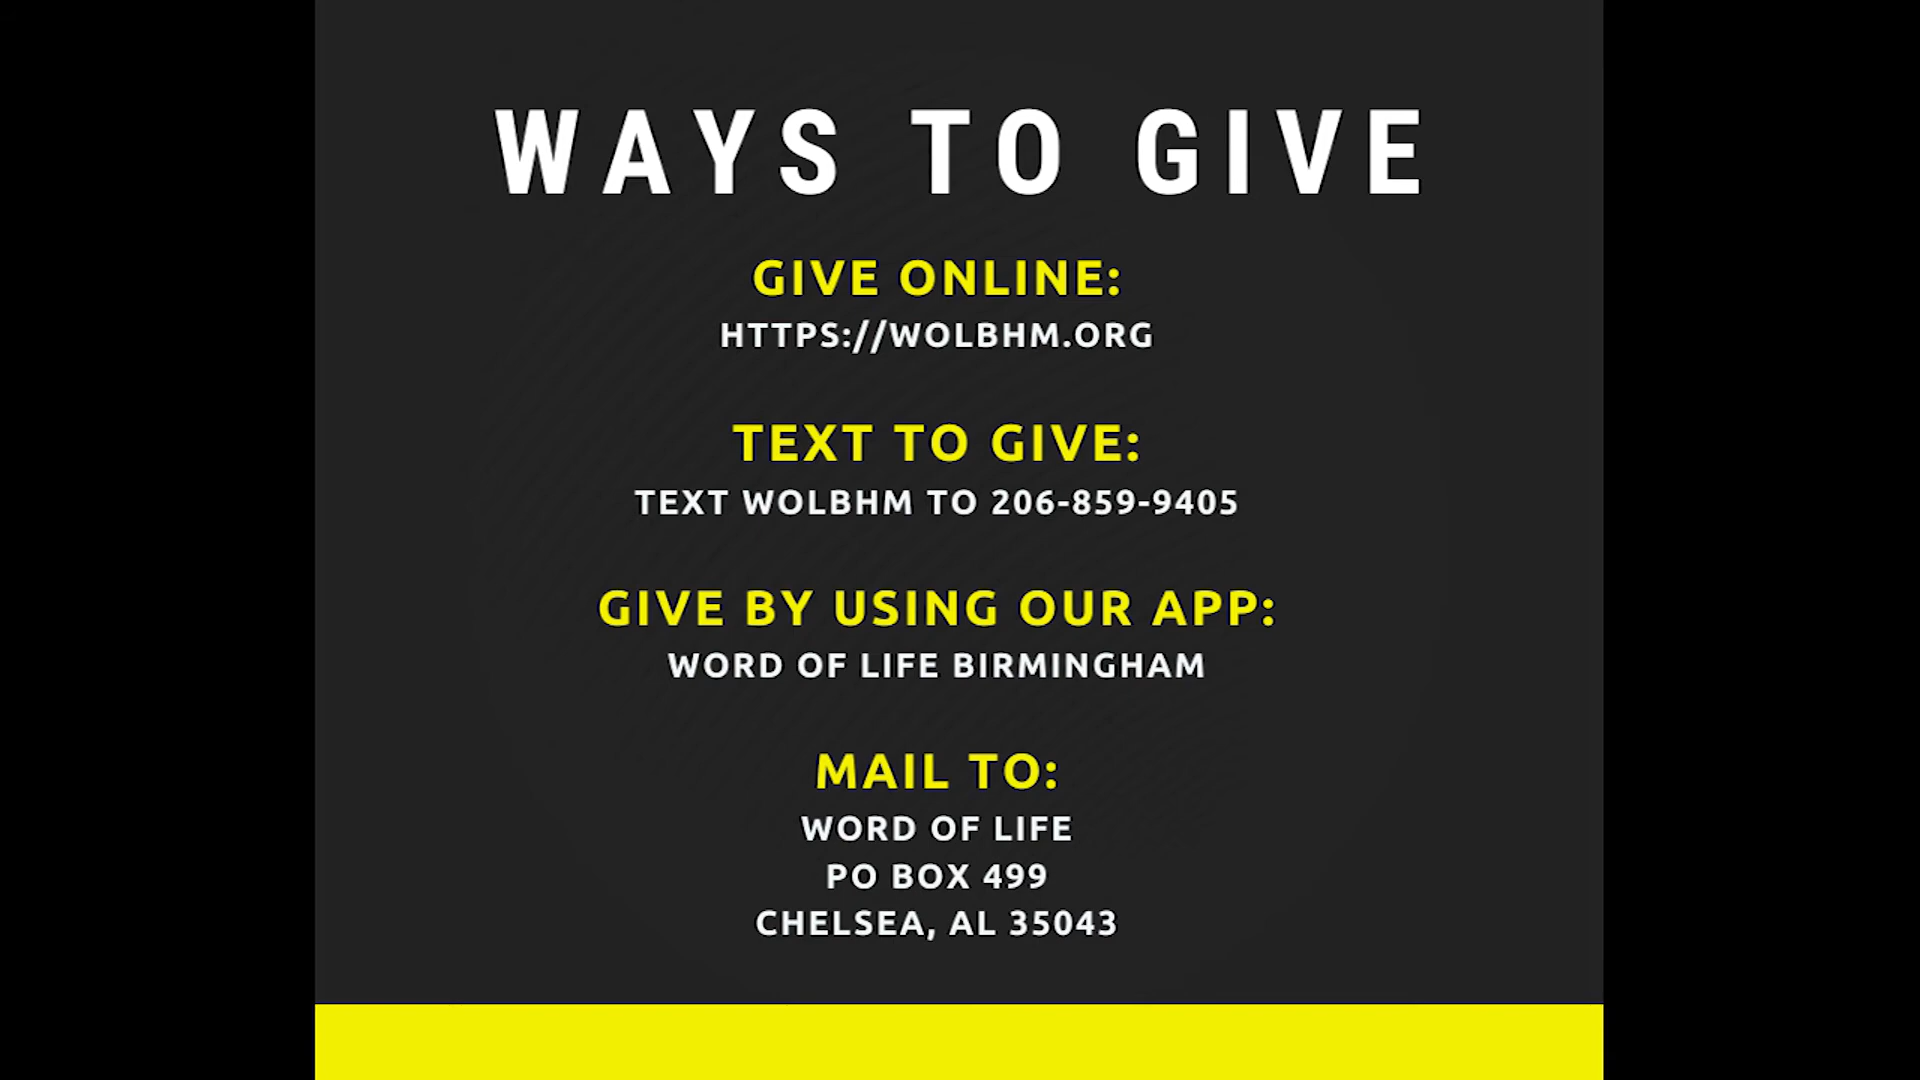 WAYS TO GIVE
GIVE ONLINE:
HTTPS://WOLBHM.ORG
TEXT TO GIVE:
TEXT WOLBHM TO 206-859-9405
GIVE BY USING OUR APP:
WORD OF LIFE BIRMINGHAM
MAIL TO:
WORD OF LIFE
PO BOX 499
CHELSEA, AL 35043